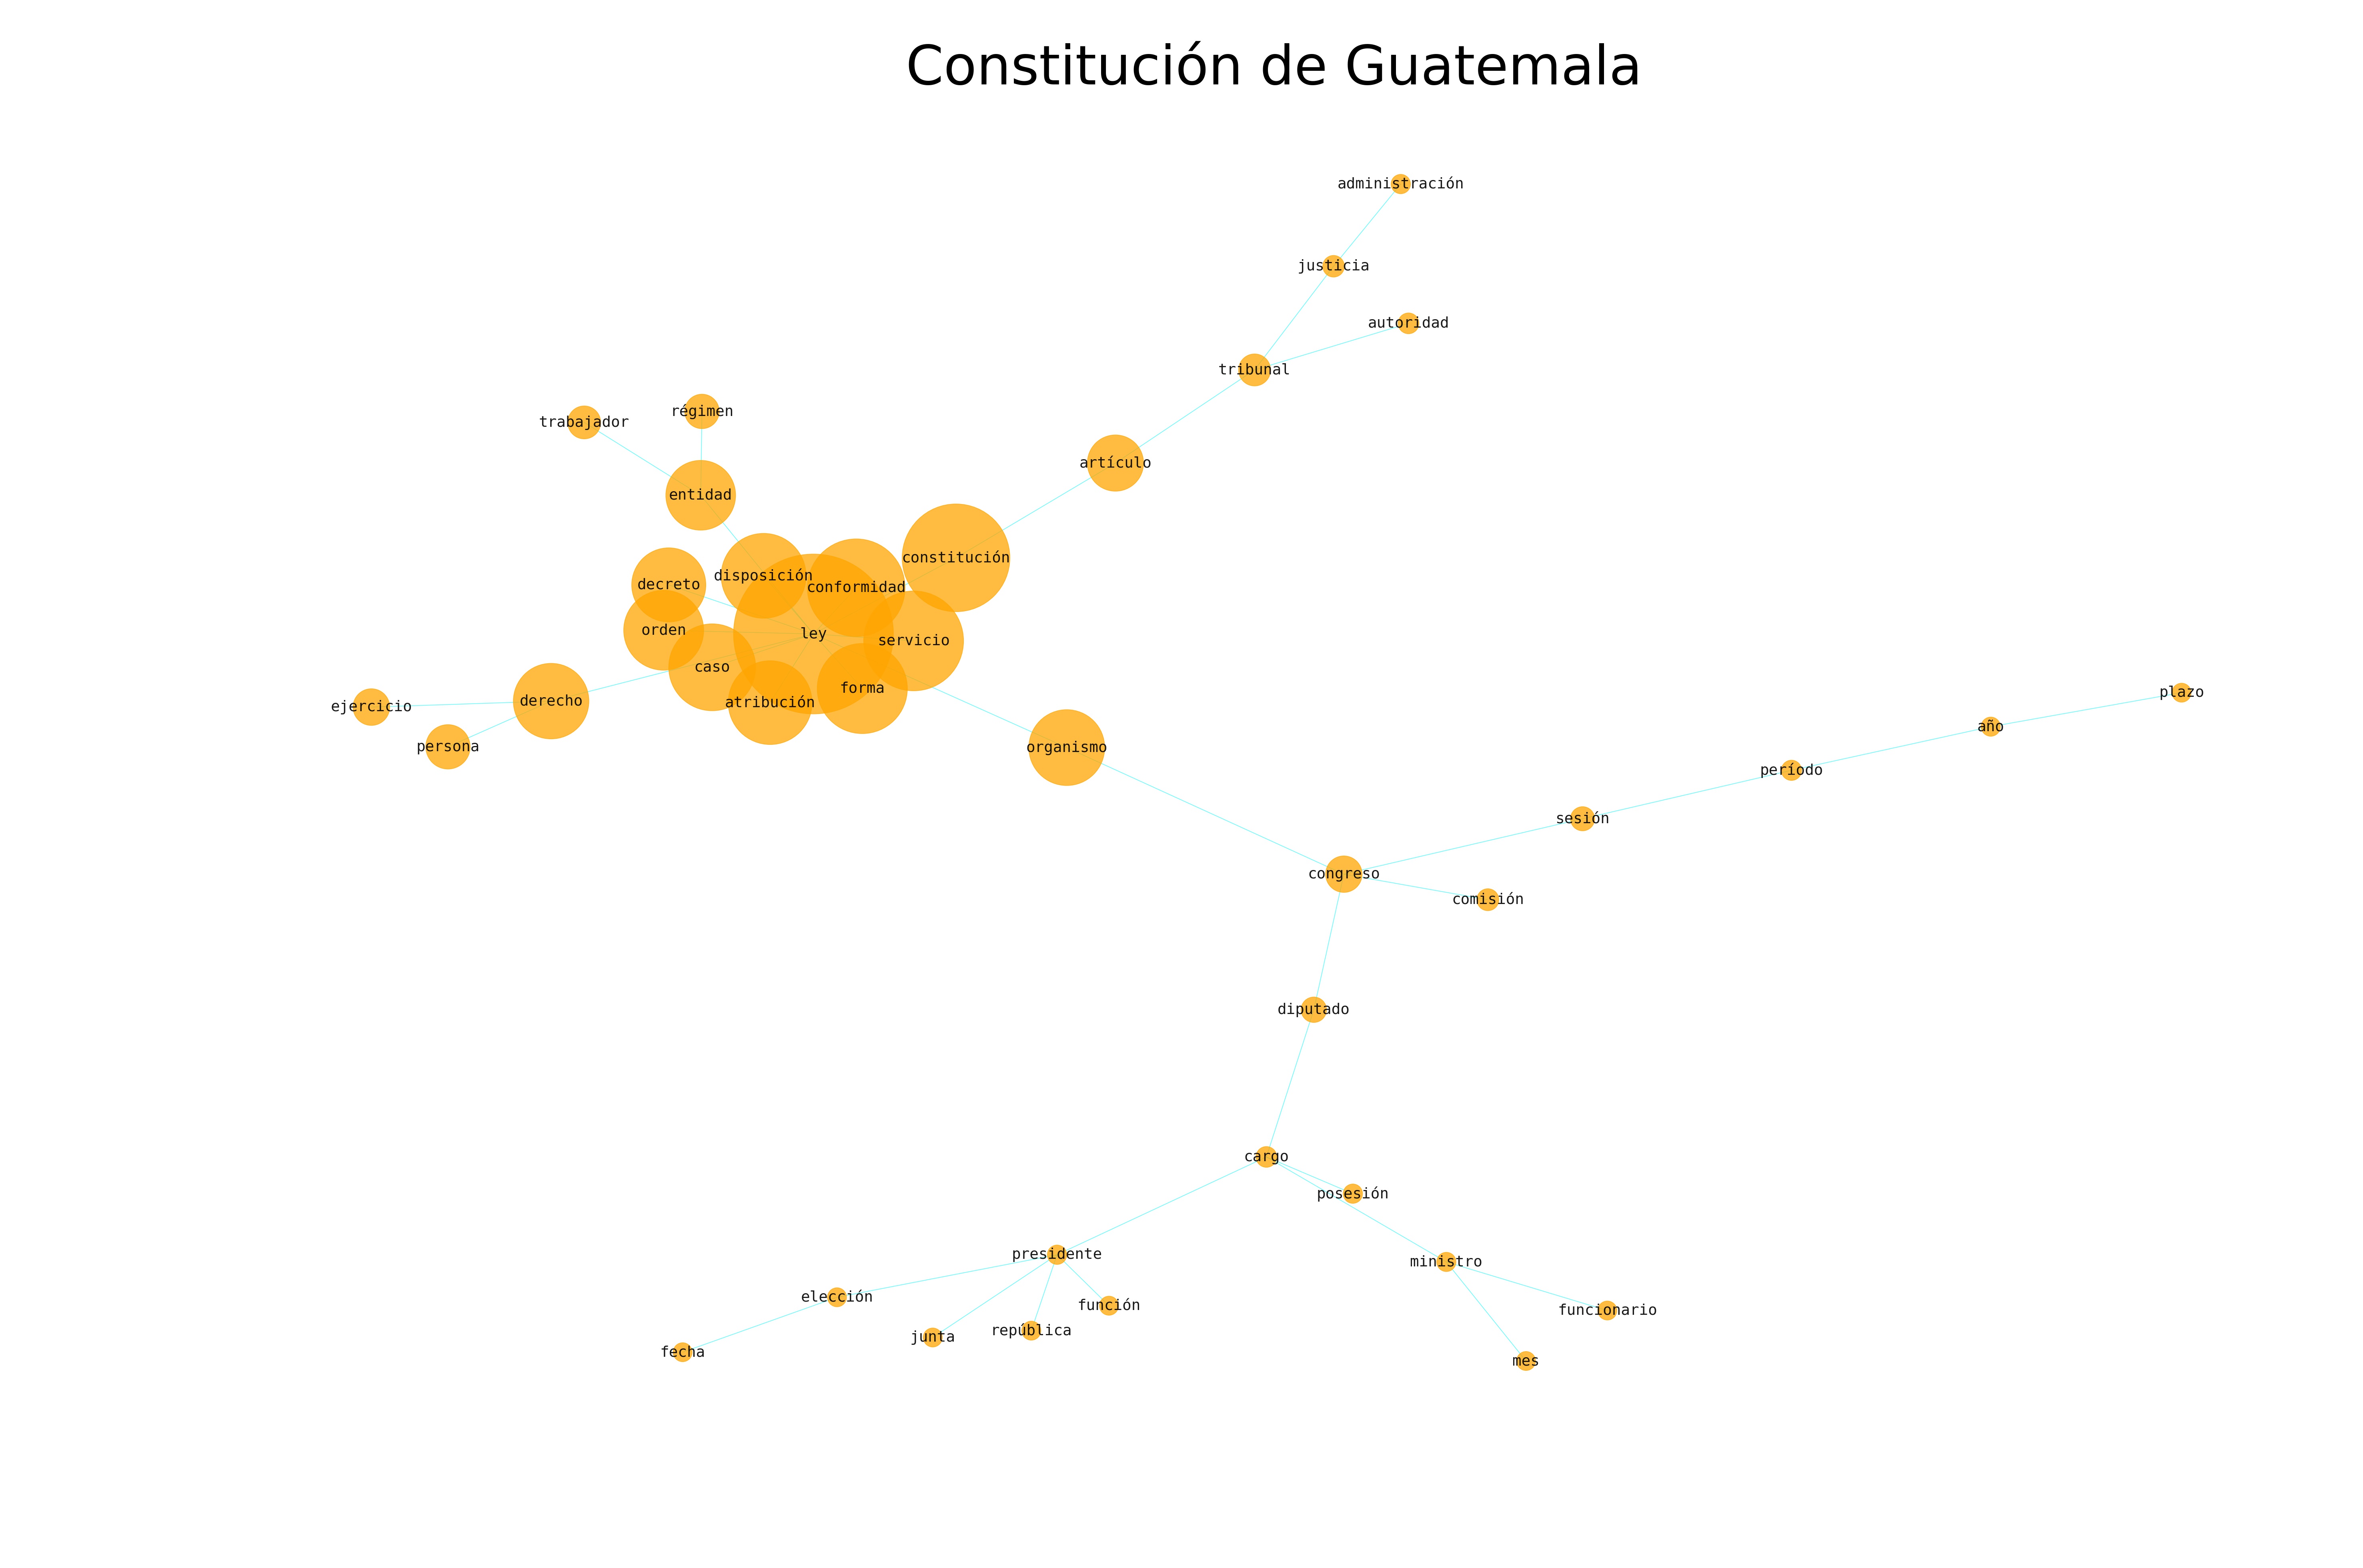 Constitución de Guatemala
administración
justicia
autoridad
tribunal
régimen
trabajador
artículo
entidad
constitución
disposición
decreto
conformidad
orden
ley
servicio
caso
forma
plazo
derecho
atribución
ejercicio
año
persona
organismo
período
sesión
congreso
comisión
diputado
cargo
posesión
presidente
ministro
elección
función
funcionario
república
junta
fecha
mes